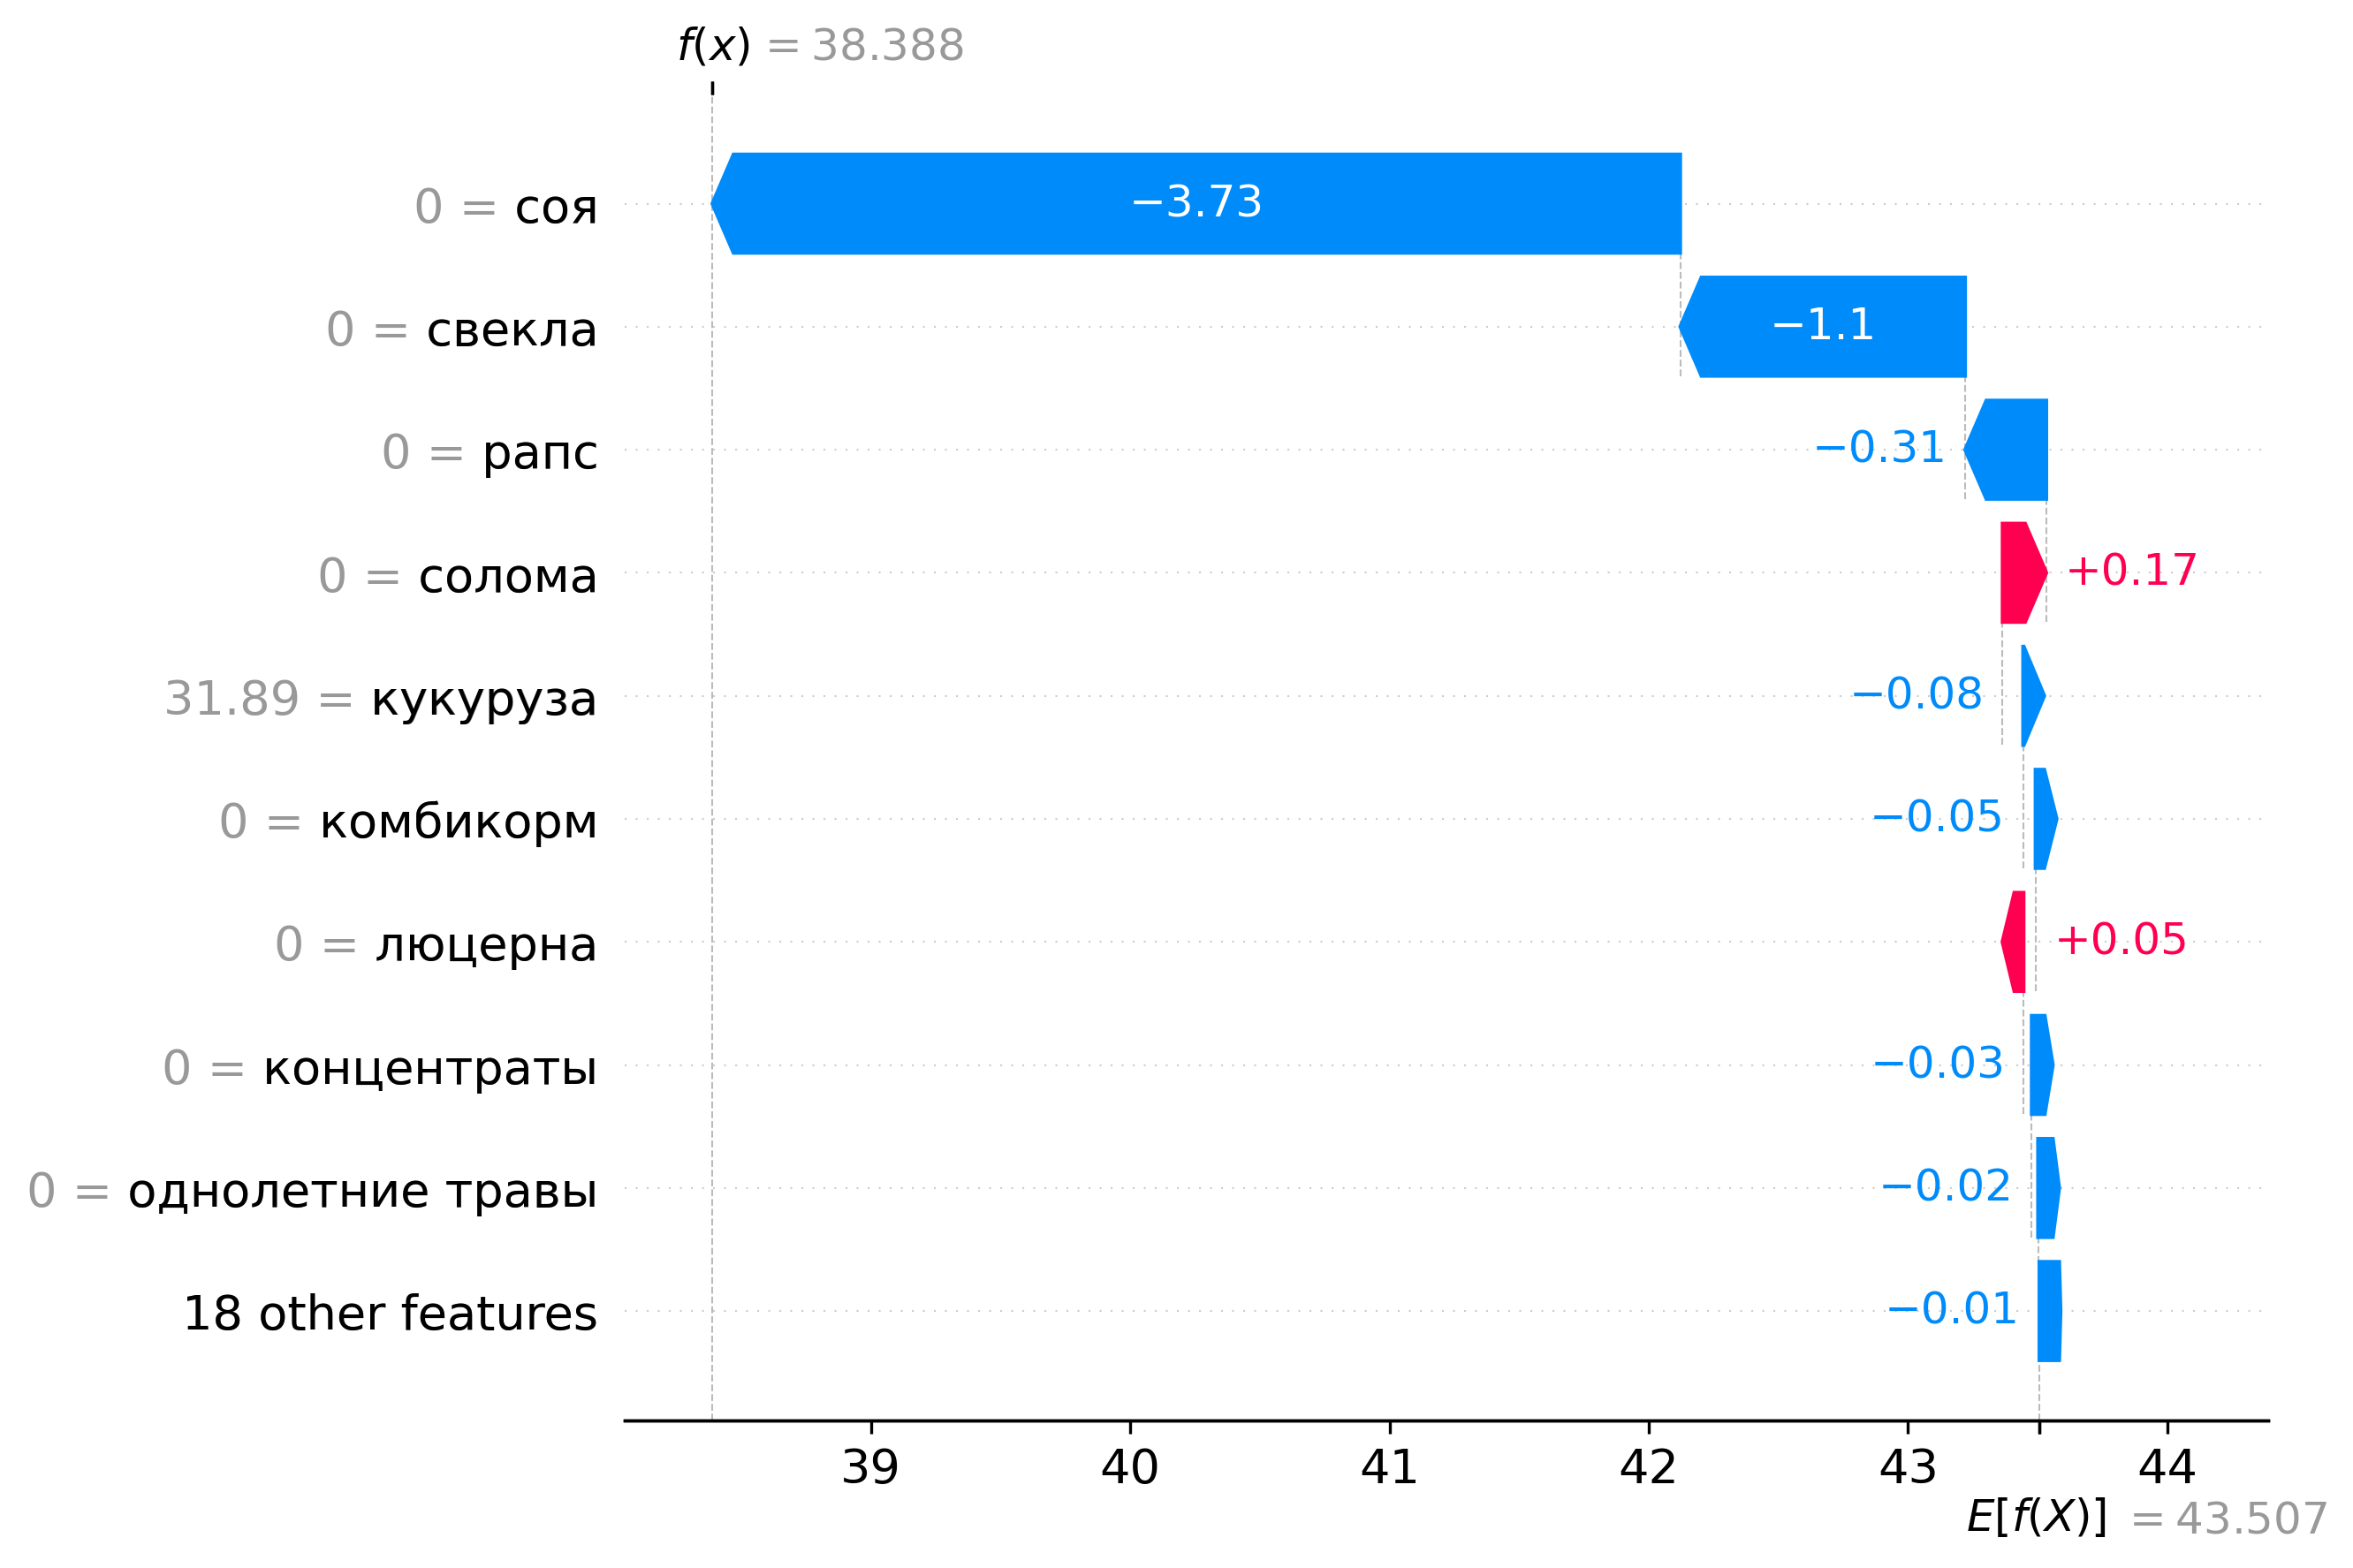 f(x) = 38.388
0 = соя −3.73
0 = свекла −1.1
0 = рапс −0.31
0 = солома +0.17
31.89 = кукуруза −0.08
0 = комбикорм −0.05
0 = люцерна +0.05
0 = концентраты −0.03
0 = однолетние травы −0.02
18 other features −0.01
39 40 41 42 43 44
E[f(X)] = 43.507